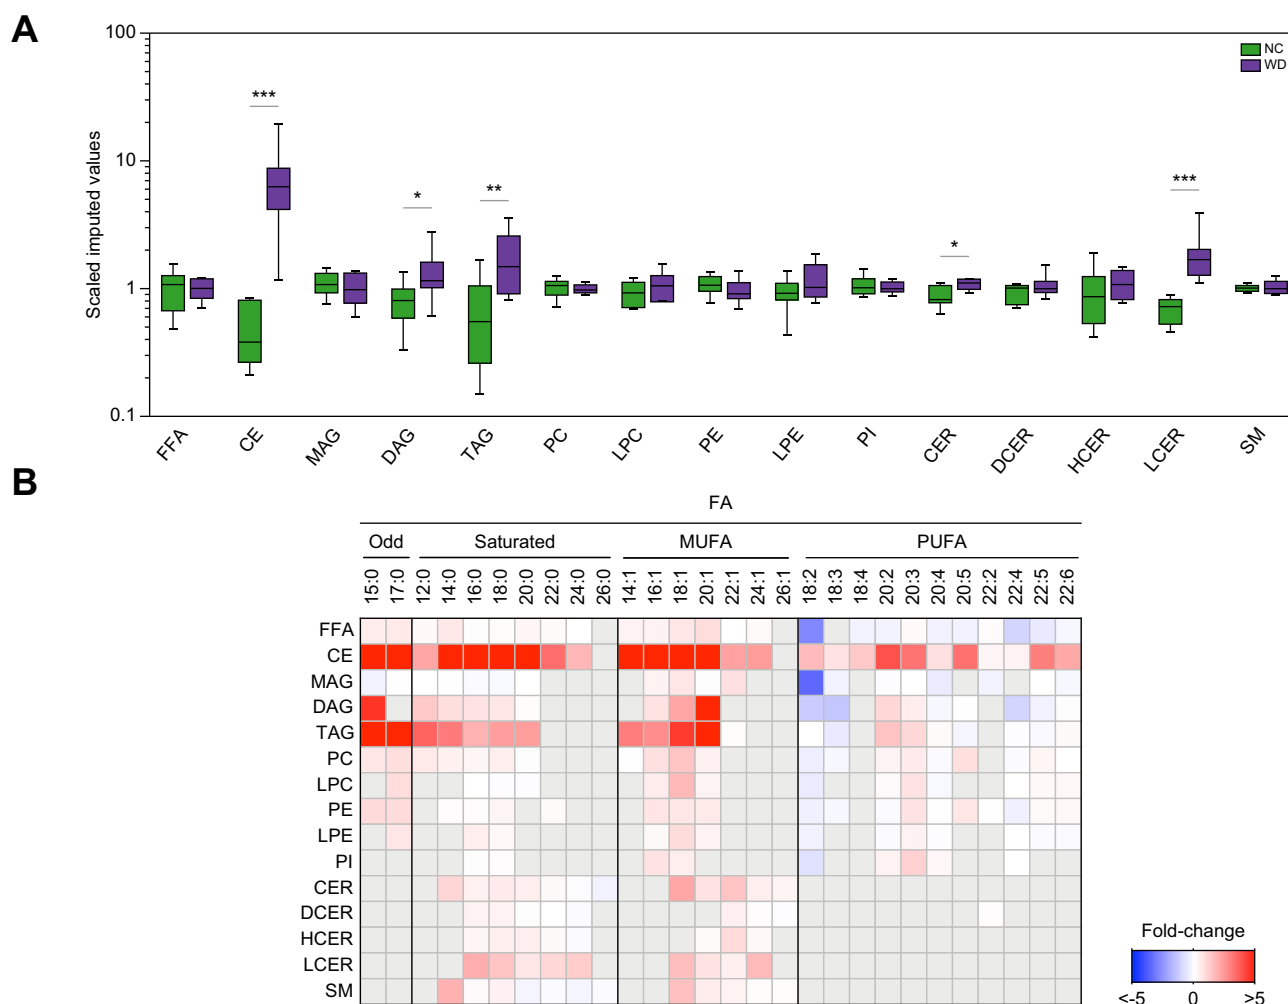 A
100
10
1
0.1
Scaled imputed values
***
*
**
*
***
NC
WD
FFA CE MAG DAG TAG PC LPC PE LPE PI CER DCER HCER LCER SM
B
FA
Odd Saturated MUFA PUFA
15:0 17:0 12:0 14:0 16:0 18:0 20:0 22:0 24:0 26:0 14:1 16:1 18:1 20:1 22:1 24:1 26:1 18:2 18:3 18:4 20:2 20:3 20:4 20:5 22:2 22:4 22:5 22:6
FFA
CE
MAG
DAG
TAG
PC
LPC
PE
LPE
PI
CER
DCER
HCER
LCER
SM
Fold-change
<-5 0 >5